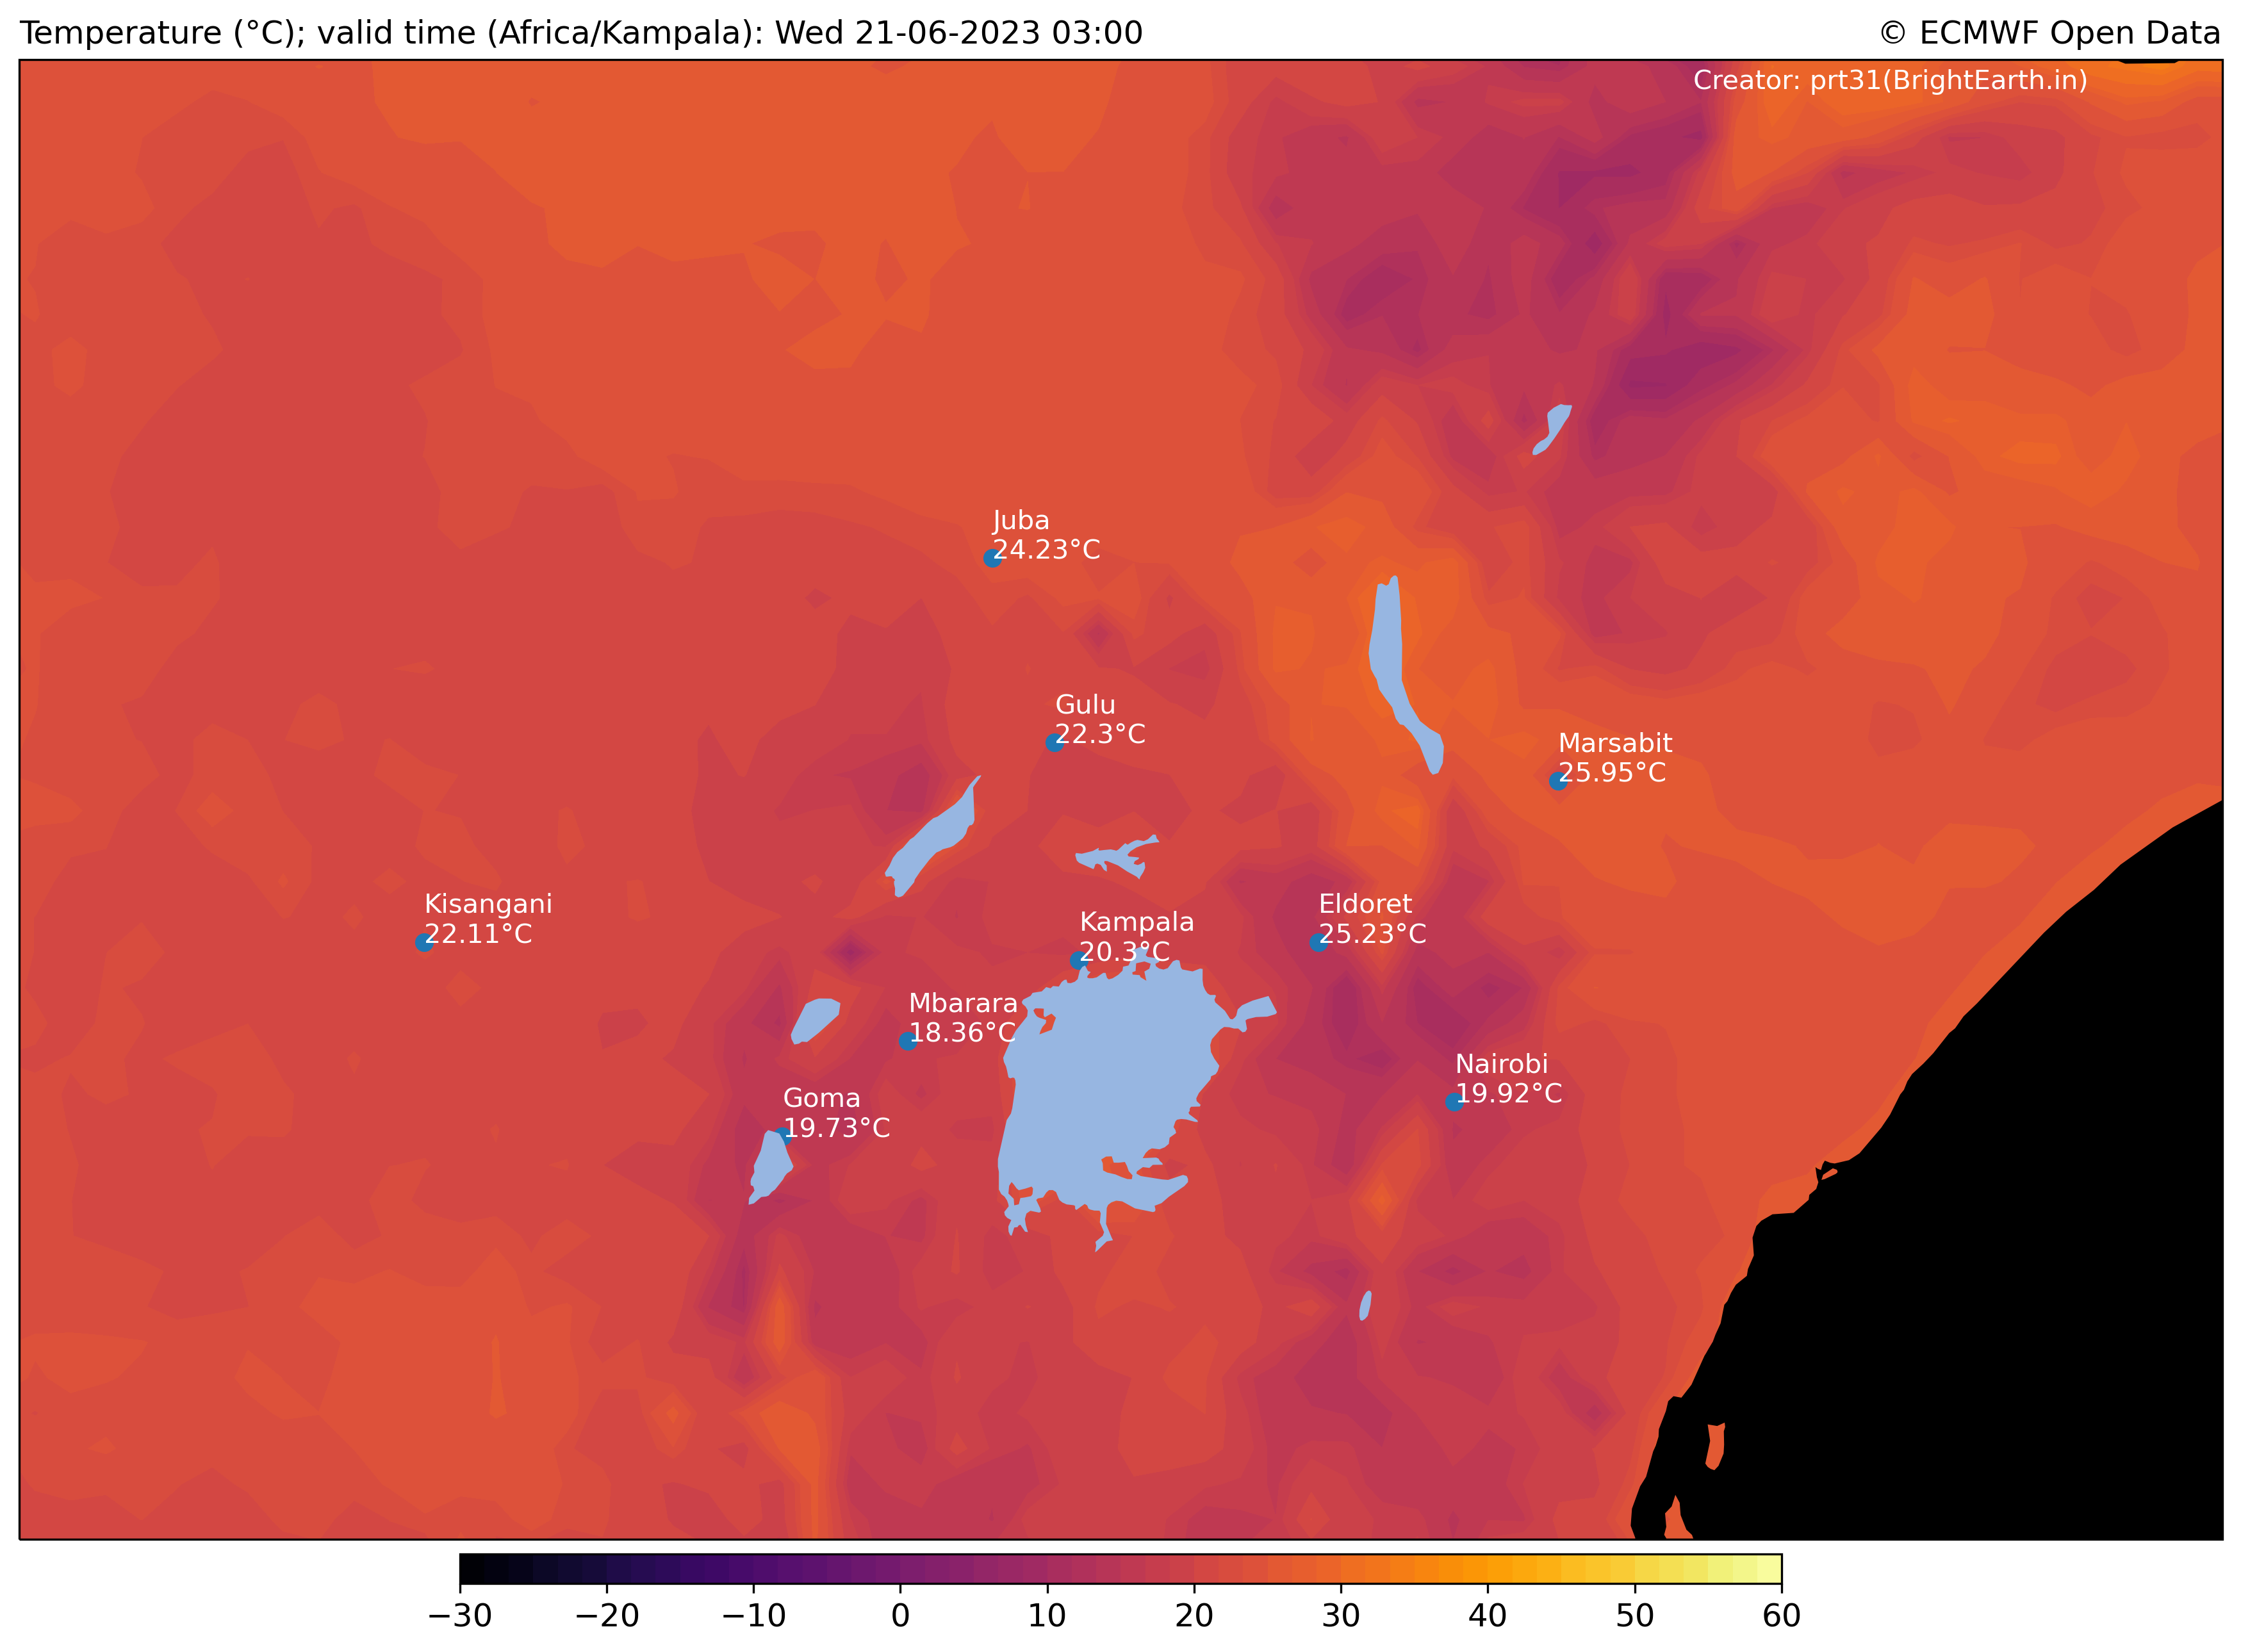 Temperature (°C); valid time (Africa/Kampala): Wed 21-06-2023 03:00
© ECMWF Open Data
Creator: prt31(BrightEarth.in)
Juba
24.23°C
Gulu
22.3°C
Marsabit
25.95°C
Kisangani
22.11°C
Eldoret
25.23°C
Kampala
20.3°C
Mbarara
18.36°C
Nairobi
19.92°C
Goma
19.73°C
−30 −20 −10 0 10 20 30 40 50 60